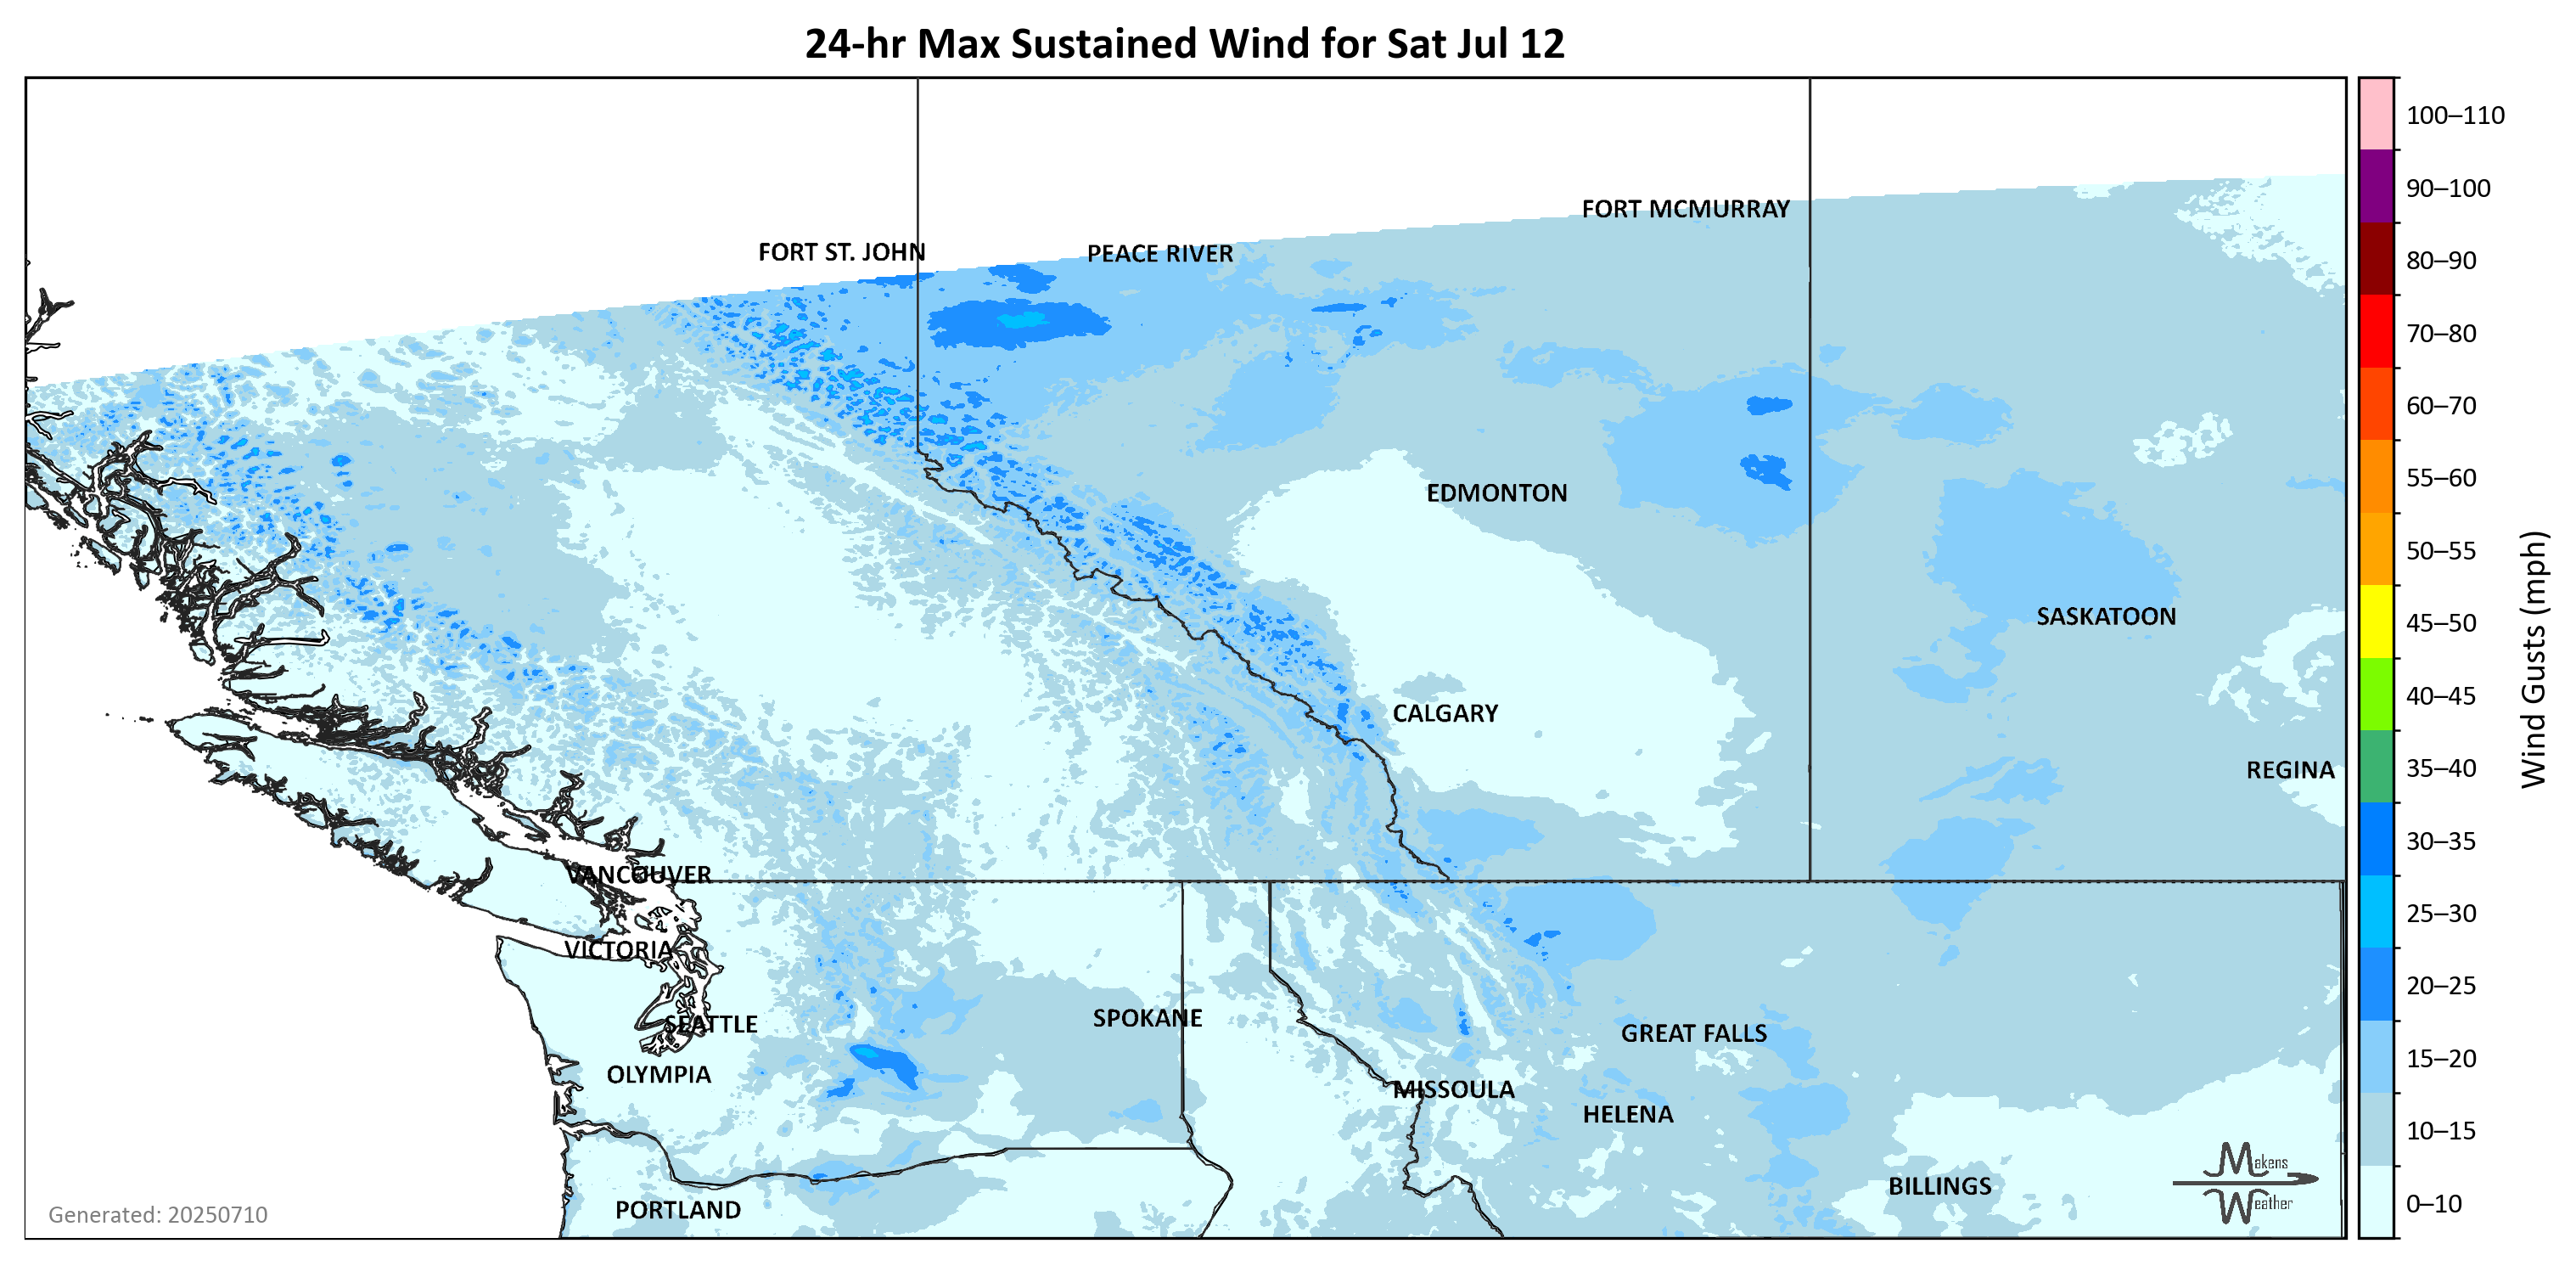 24-hr Max Sustained Wind for Sat Jul 12
100–110
90–100
80–90
70–80
60–70
55–60
50–55
45–50
40–45
35–40
30–35
25–30
20–25
15–20
10–15
0–10
Wind Gusts (mph)
FORT MCMURRAY
FORT ST. JOHN
PEACE RIVER
EDMONTON
SASKATOON
CALGARY
REGINA
VANCOUVER
VICTORIA
SPOKANE
SEATTLE
GREAT FALLS
OLYMPIA
MISSOULA
HELENA
BILLINGS
PORTLAND
Makens
Weather
Generated: 20250710